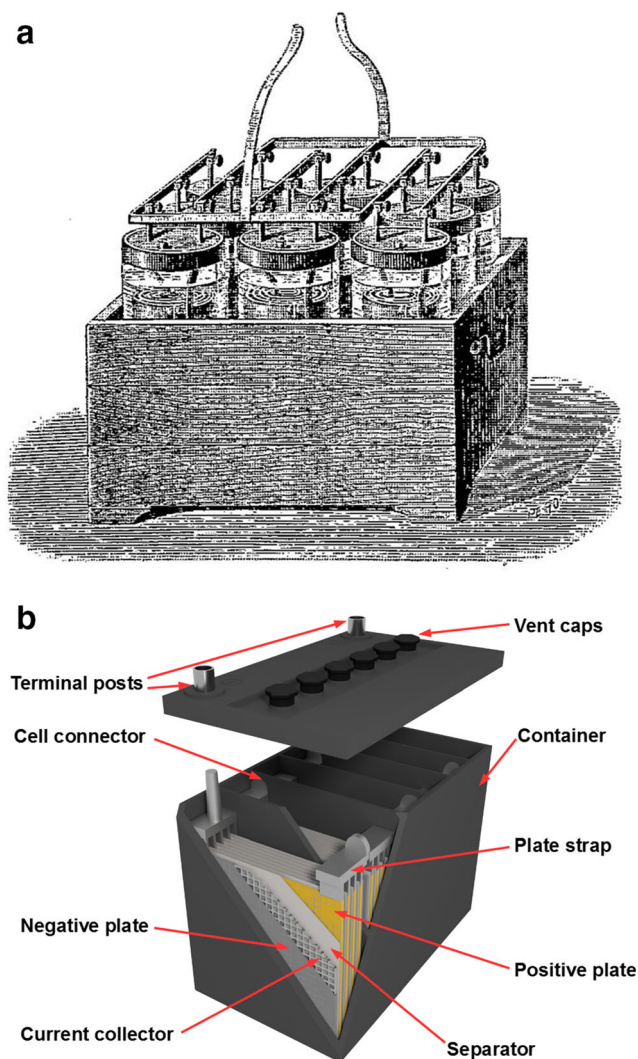 a
b
Vent caps
Terminal posts
Cell connector
Container
Plate strap
Negative plate
Positive plate
Current collector
Separator